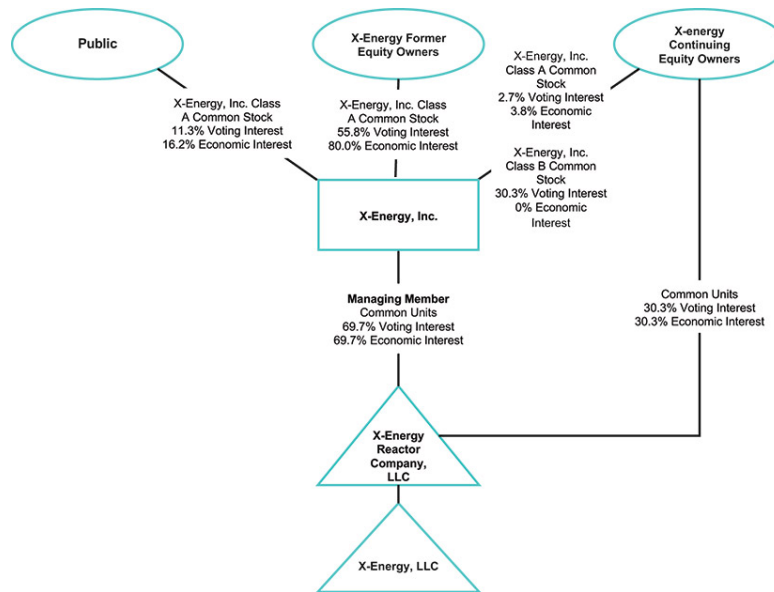 Public
X-Energy Former
Equity Owners
X-energy
Continuing
Equity Owners
X-Energy, Inc. Class
A Common Stock
11.3% Voting Interest
16.2% Economic Interest
X-Energy, Inc. Class
A Common Stock
55.8% Voting Interest
80.0% Economic Interest
X-Energy, Inc.
Class A Common
Stock
2.7% Voting Interest
3.8% Economic
Interest
X-Energy, Inc.
Class B Common
Stock
30.3% Voting Interest
0% Economic
Interest
X-Energy, Inc.
Managing Member
Common Units
69.7% Voting Interest
69.7% Economic Interest
Common Units
30.3% Voting Interest
30.3% Economic Interest
X-Energy
Reactor
Company,
LLC
X-Energy, LLC